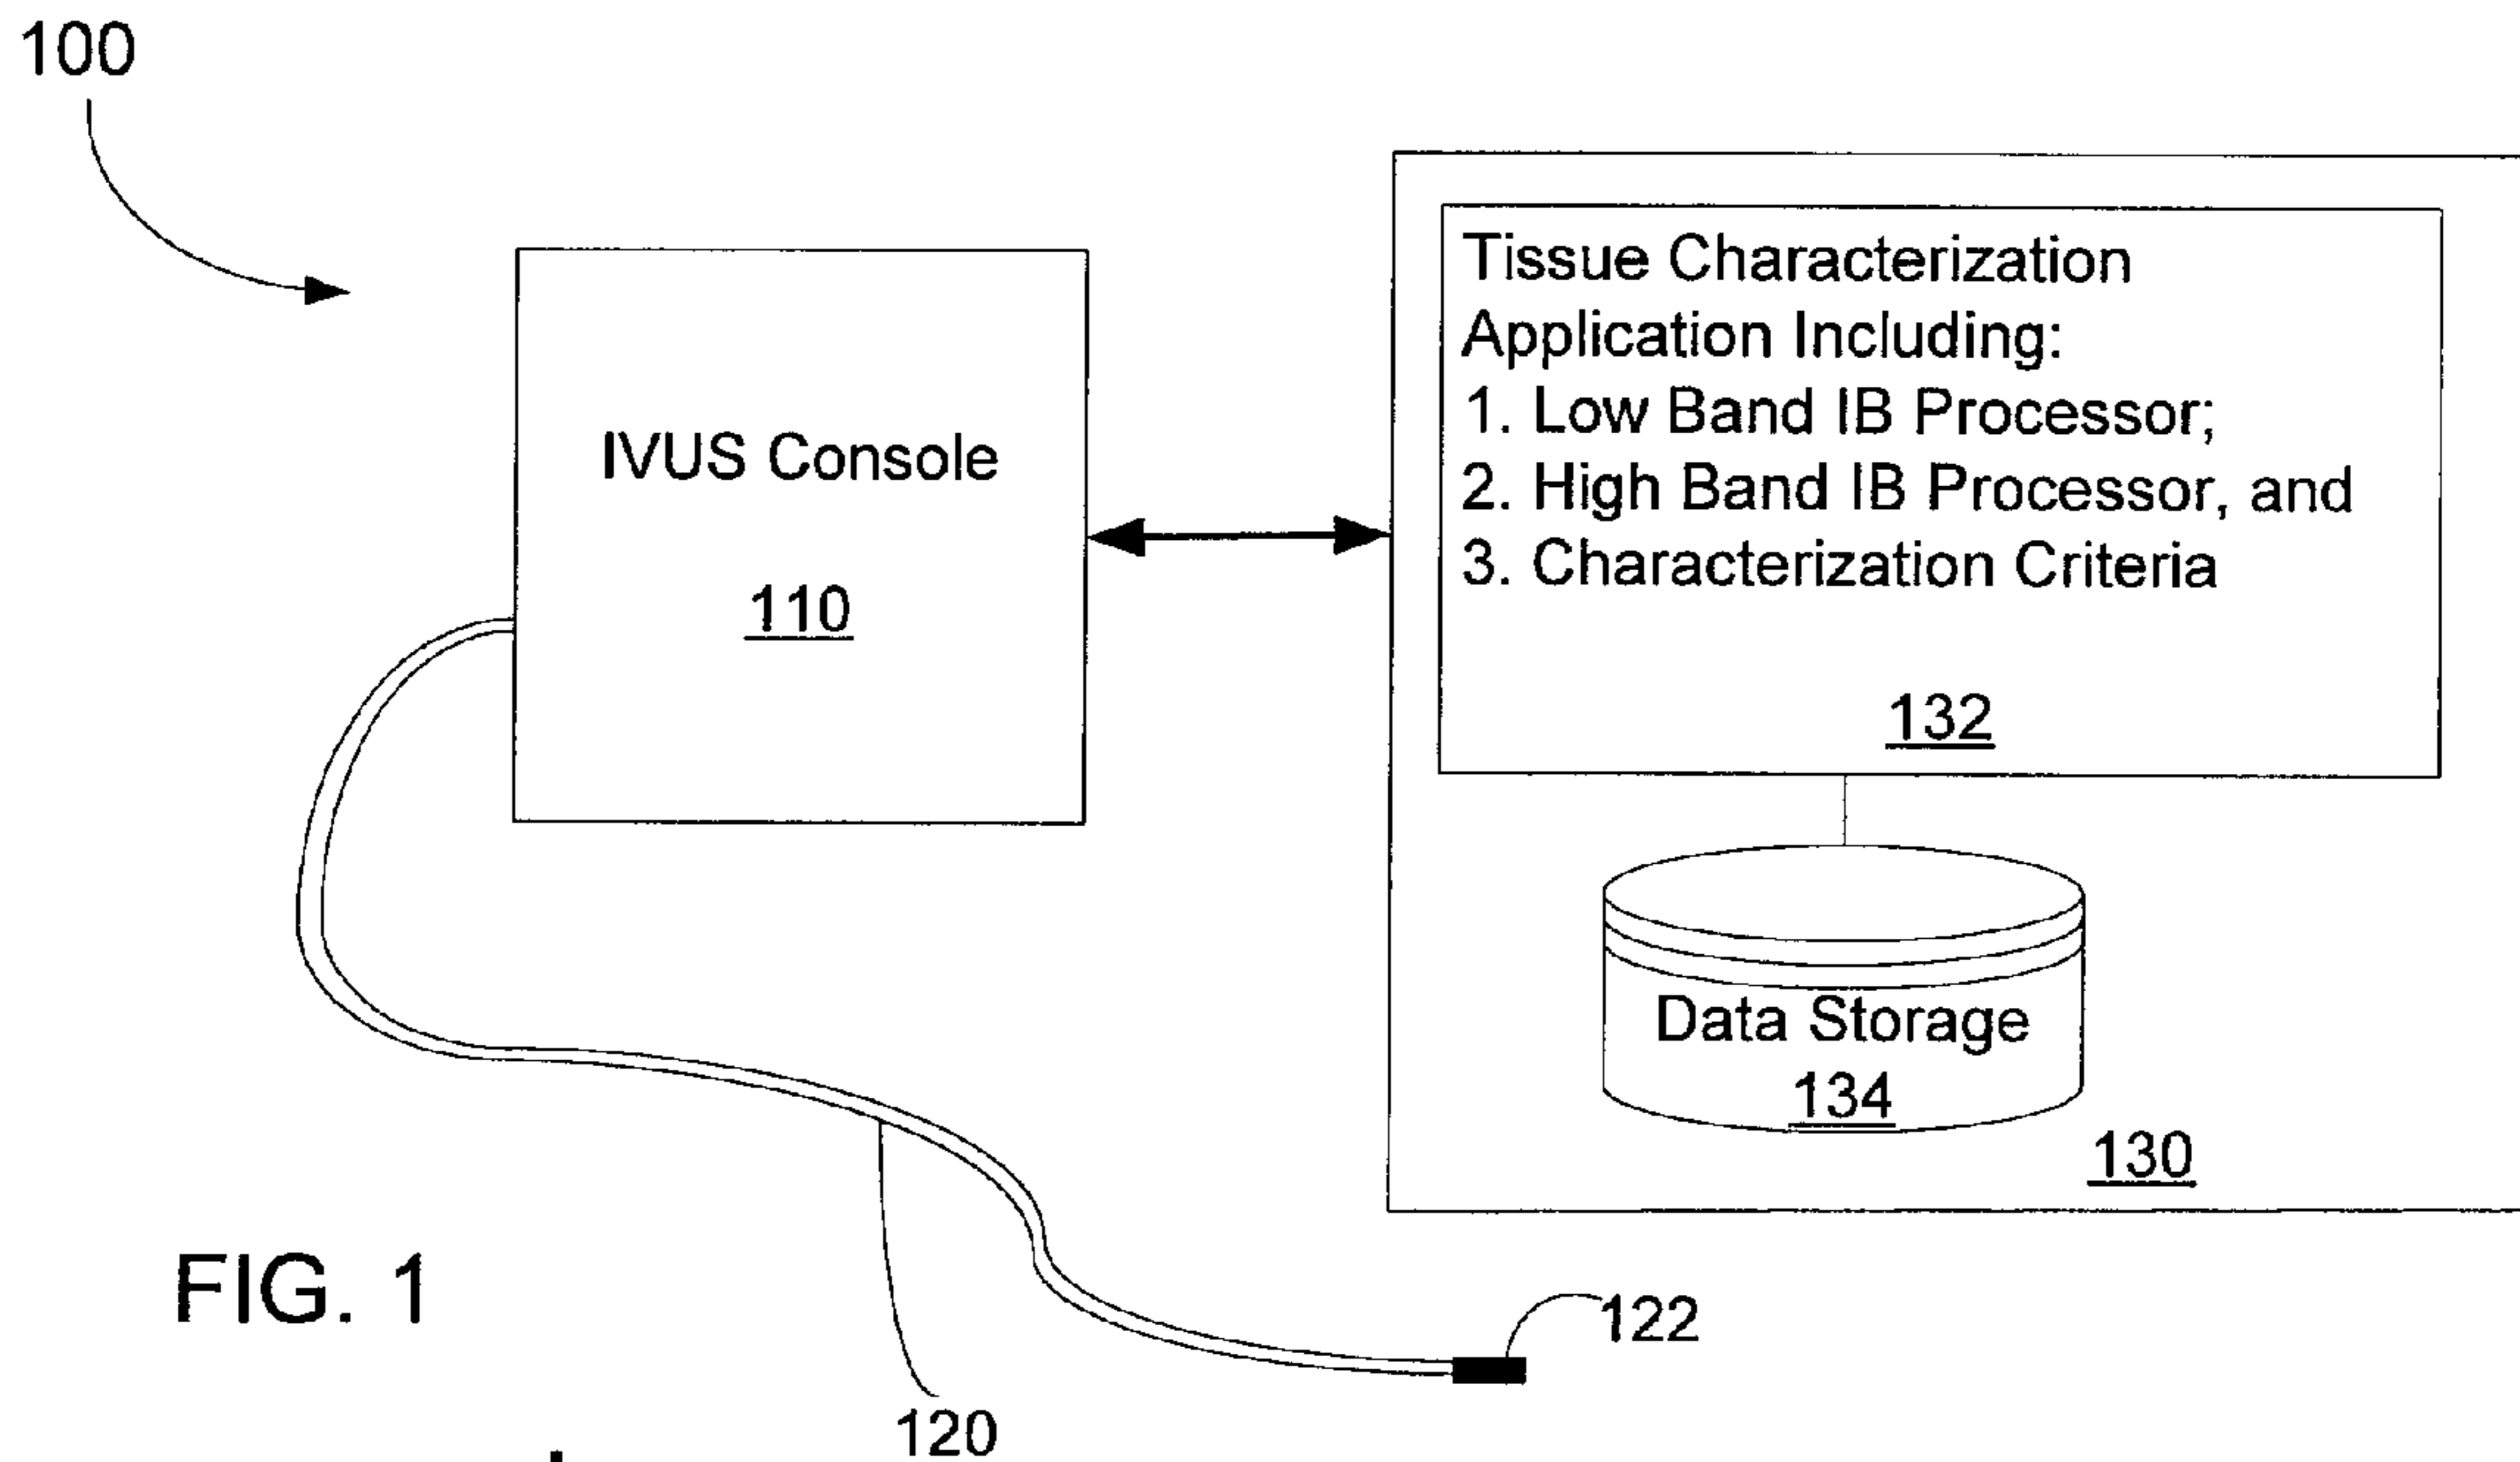 100
IVUS Console
110
Tissue Characterization
Application Including:
1. Low Band IB Processor;
2. High Band IB Processor, and
3. Characterization Criteria
132
Data Storage
134
130
FIG. 1
122
120